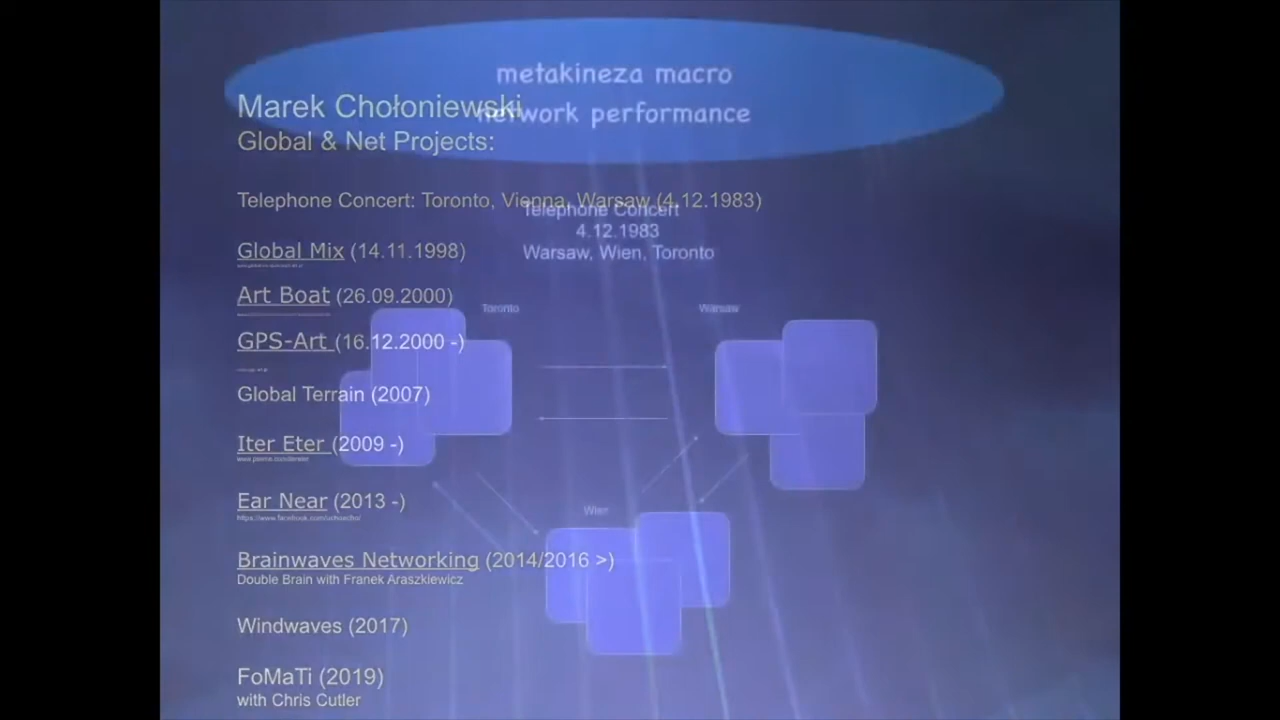 metakineza macro
network performance
Marek Chołoniewski
Global & Net Projects:
Telephone Concert: Toronto, Vienna, Warsaw (4.12.1983)
Telephone Concert
4.12.1983
Warsaw, Wien, Toronto
Global Mix (14.11.1998)
Art Boat (26.09.2000)
Toronto
Warsaw
GPS-Art (16.12.2000 -)
Global Terrain (2007)
Iter Eter (2009 -)
Ear Near (2013 -)
Wien
Brainwaves Networking (2014/2016 >)
Double Brain with Franek Araszkiewicz
Windwaves (2017)
FoMaTi (2019)
with Chris Cutler